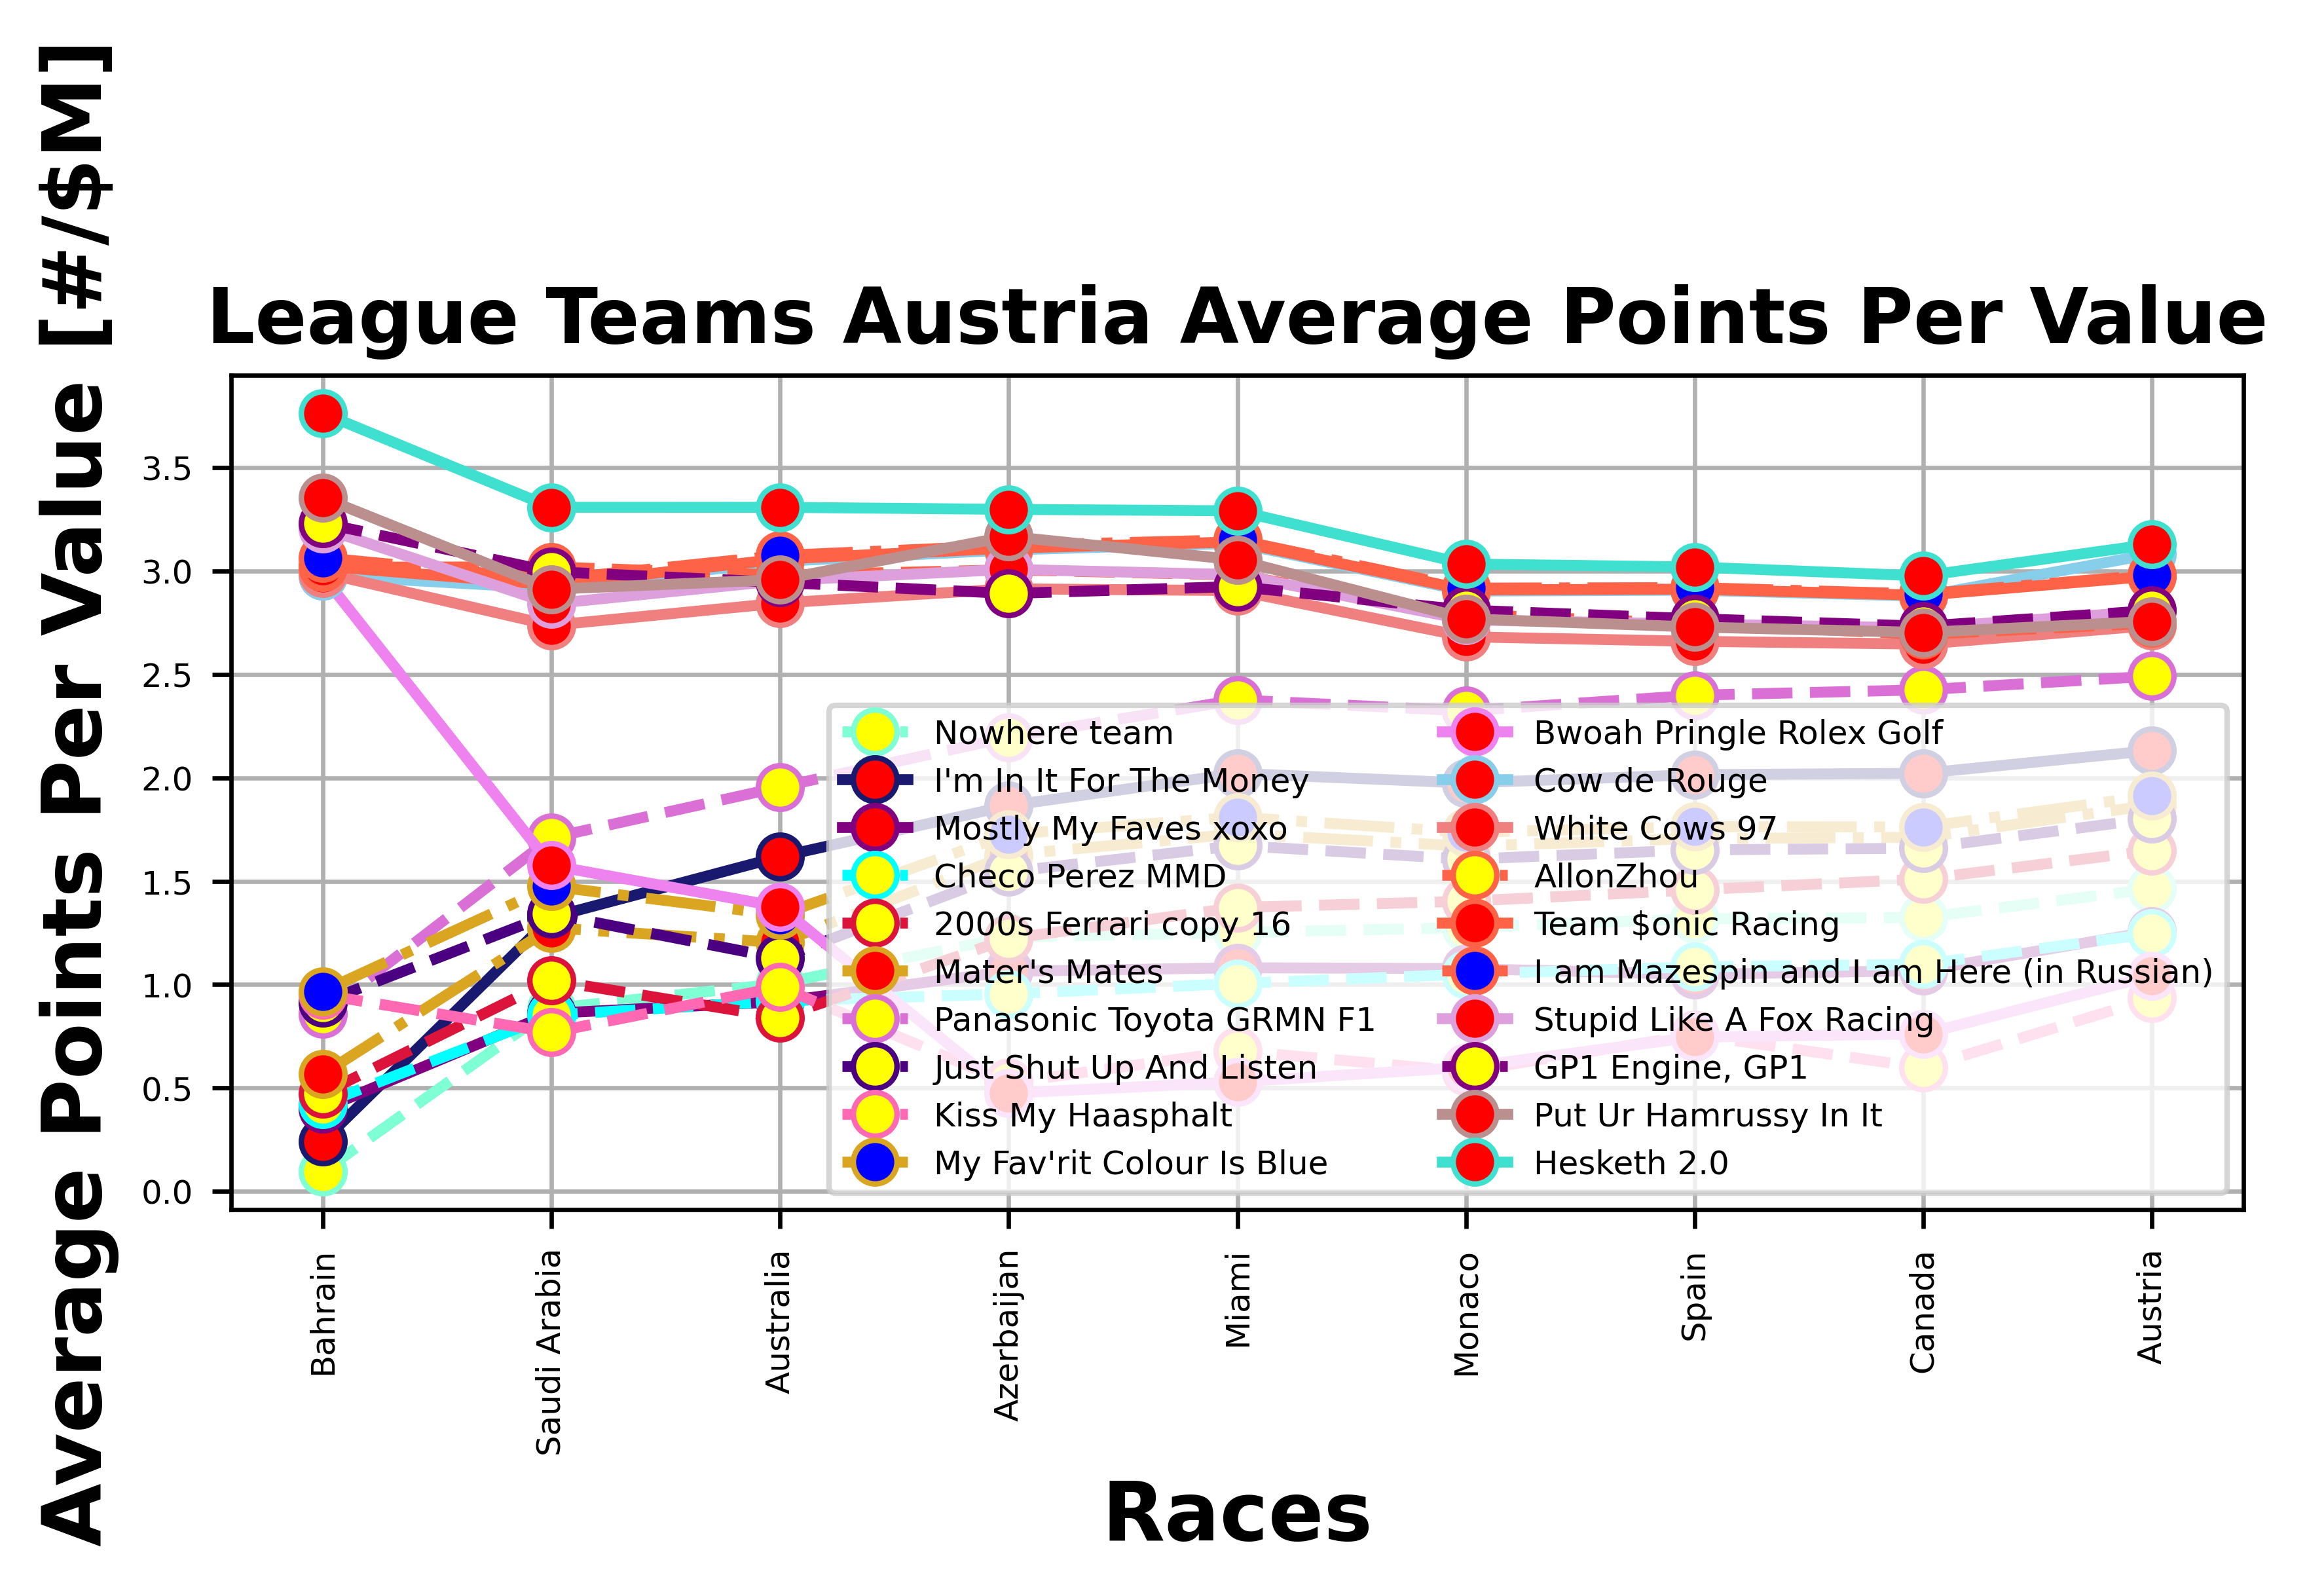 League Teams Austria Average Points Per Value
Average Points Per Value [#/$M]
3.5
3.0
2.5
2.0
1.5
1.0
0.5
0.0
Nowhere team
I'm In It For The Money
Mostly My Faves xoxo
Checo Perez MMD
2000s Ferrari copy 16
Mater's Mates
Panasonic Toyota GRMN F1
Just Shut Up And Listen
Kiss My Haasphalt
My Fav'rit Colour Is Blue
Bwoah Pringle Rolex Golf
Cow de Rouge
White Cows 97
AllonZhou
Team $onic Racing
I am Mazespin and I am Here (in Russian)
Stupid Like A Fox Racing
GP1 Engine, GP1
Put Ur Hamrussy In It
Hesketh 2.0
Bahrain
Saudi Arabia
Australia
Azerbaijan
Miami
Monaco
Spain
Canada
Austria
Races